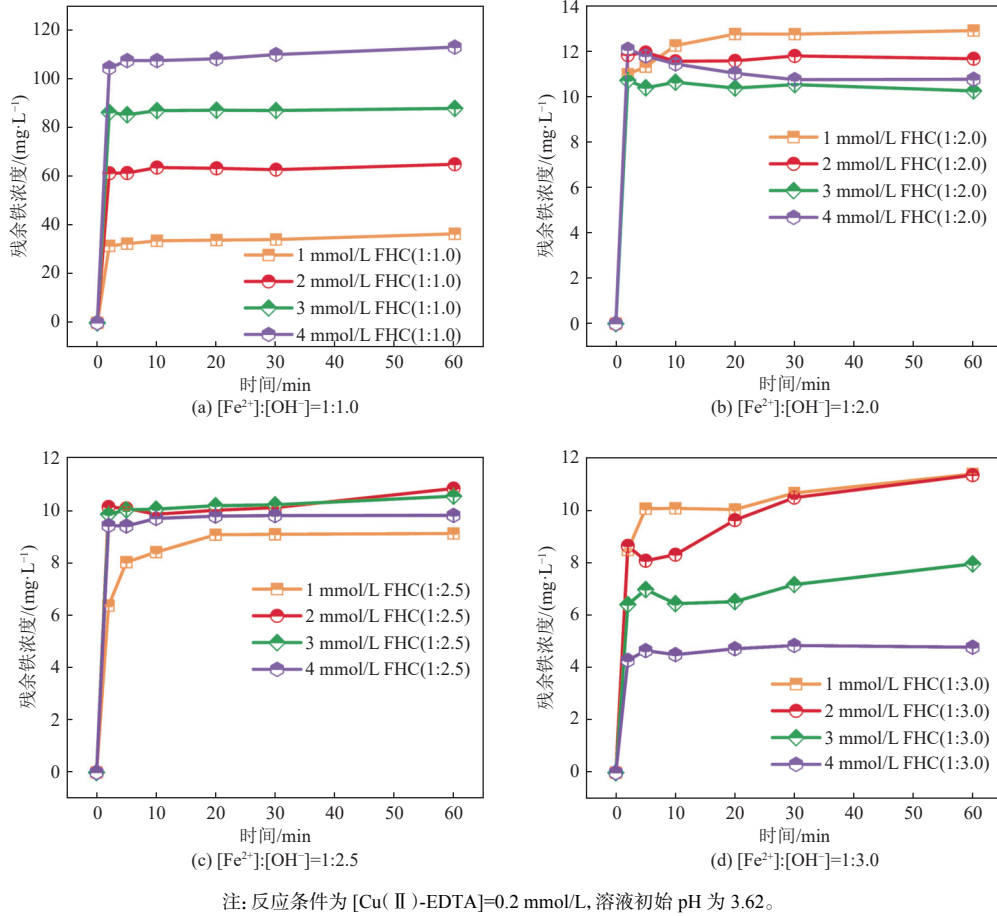 残余铁浓度/(mg·L⁻¹)
120
100
80
60
40
20
0
1 mmol/L FHC(1:1.0)
2 mmol/L FHC(1:1.0)
3 mmol/L FHC(1:1.0)
4 mmol/L FHC(1:1.0)
0 10 20 30 40 50 60
时间/min
(a) [Fe²⁺]:[OH⁻]=1:1.0
残余铁浓度/(mg·L⁻¹)
14
12
10
8
6
4
2
0
1 mmol/L FHC(1:2.0)
2 mmol/L FHC(1:2.0)
3 mmol/L FHC(1:2.0)
4 mmol/L FHC(1:2.0)
0 10 20 30 40 50 60
时间/min
(b) [Fe²⁺]:[OH⁻]=1:2.0
残余铁浓度/(mg·L⁻¹)
12
10
8
6
4
2
0
1 mmol/L FHC(1:2.5)
2 mmol/L FHC(1:2.5)
3 mmol/L FHC(1:2.5)
4 mmol/L FHC(1:2.5)
0 10 20 30 40 50 60
时间/min
(c) [Fe²⁺]:[OH⁻]=1:2.5
残余铁浓度/(mg·L⁻¹)
12
10
8
6
4
2
0
1 mmol/L FHC(1:3.0)
2 mmol/L FHC(1:3.0)
3 mmol/L FHC(1:3.0)
4 mmol/L FHC(1:3.0)
0 10 20 30 40 50 60
时间/min
(d) [Fe²⁺]:[OH⁻]=1:3.0
注: 反应条件为 [Cu(Ⅱ)-EDTA]=0.2 mmol/L, 溶液初始 pH 为 3.62。